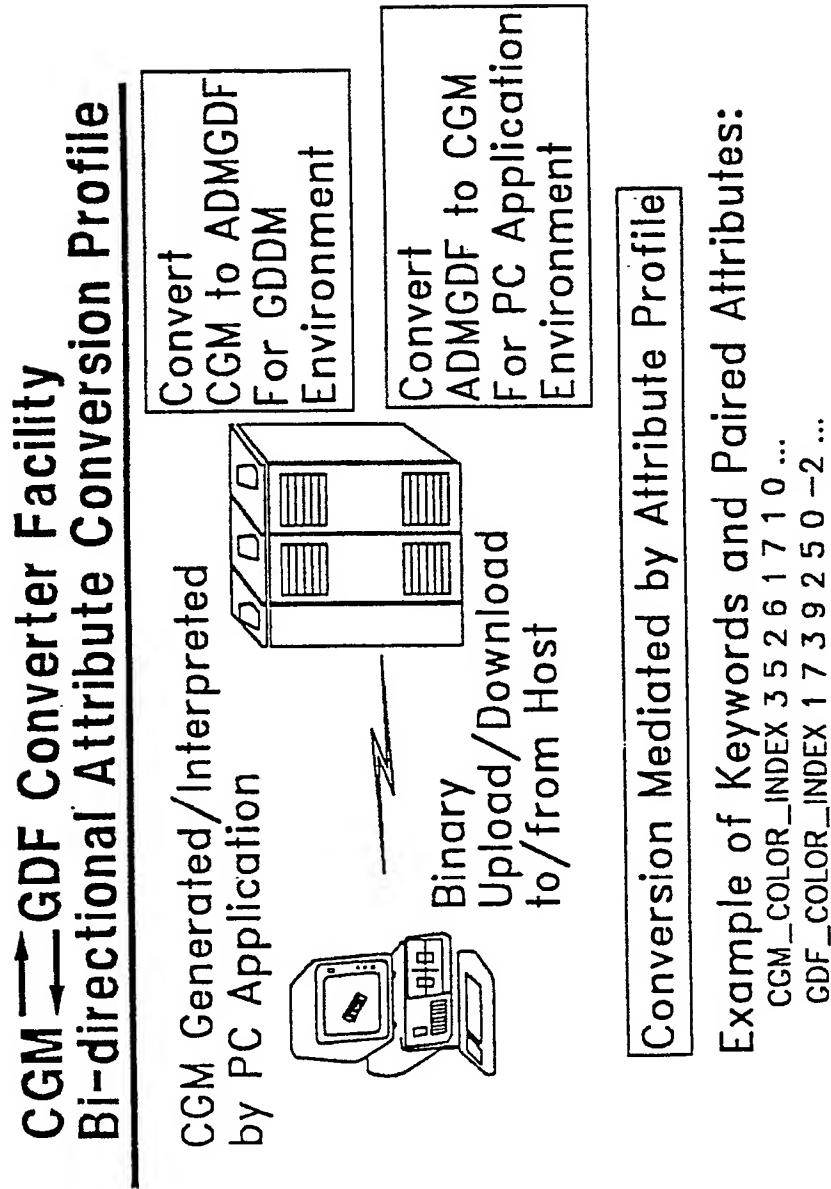 CGM⇄GDF Converter Facility
Bi-directional Attribute Conversion Profile
CGM Generated/Interpreted
by PC Application
Binary
Upload/Download
to/from Host
Convert
CGM to ADMGDF
For GDDM
Environment
Convert
ADMGDF to CGM
For PC Application
Environment
Conversion Mediated by Attribute Profile
Example of Keywords and Paired Attributes:
CGM_COLOR_INDEX 3 5 2 6 1 7 1 0 ...
GDF_COLOR_INDEX 1 7 3 9 2 5 0 -2 ...